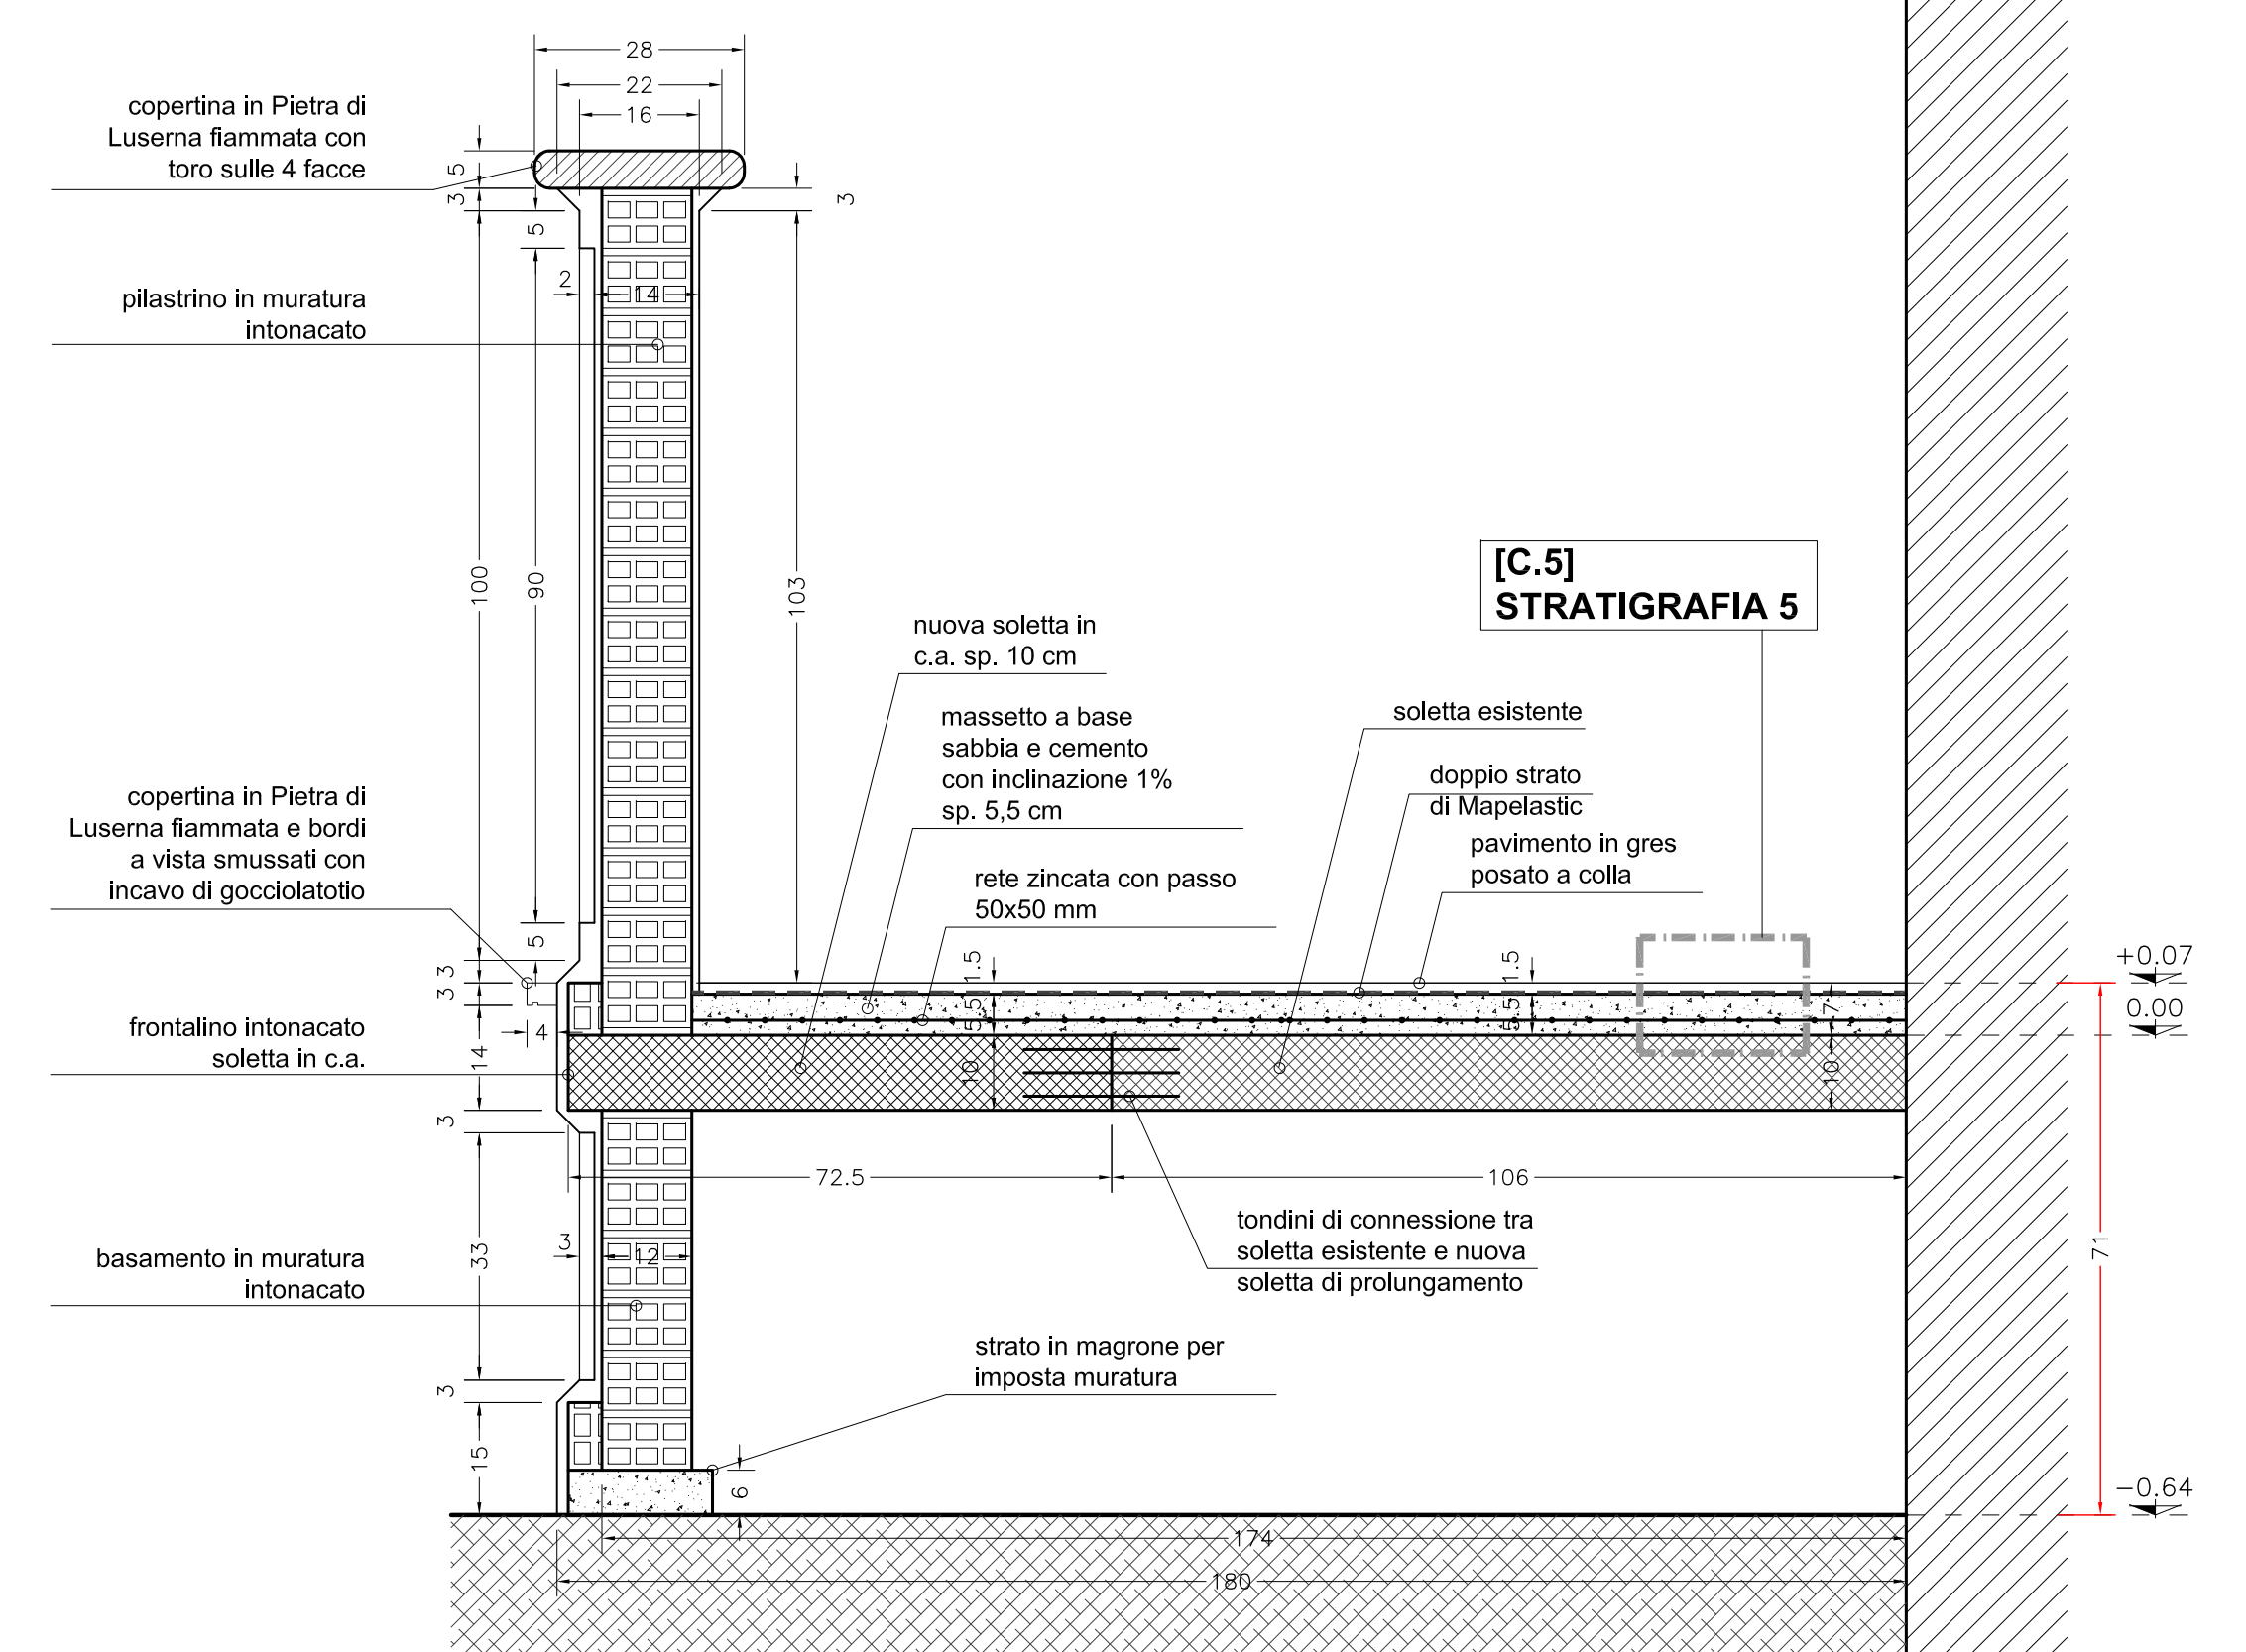 28
22
16
copertina in Pietra di
Luserna fiammata con
toro sulle 4 facce
5
3
3
5
2
14
pilastrino in muratura
intonacato
100
90
103
[C.5]
STRATIGRAFIA 5
nuova soletta in
c.a. sp. 10 cm
massetto a base
sabbia e cemento
con inclinazione 1%
sp. 5,5 cm
soletta esistente
doppio strato
di Mapelastic
pavimento in gres
posato a colla
rete zincata con passo
50x50 mm
copertina in Pietra di
Luserna fiammata e bordi
a vista smussati con
incavo di gocciolatotio
5
3
3
1.5
1.5
+0.07
0.00
5.5
5.5
7
4
frontalino intonacato
soletta in c.a.
14
10
10
3
72.5
106
tondini di connessione tra
soletta esistente e nuova
soletta di prolungamento
33
3
12
71
basamento in muratura
intonacato
strato in magrone per
imposta muratura
3
15
6
-0.64
174
180